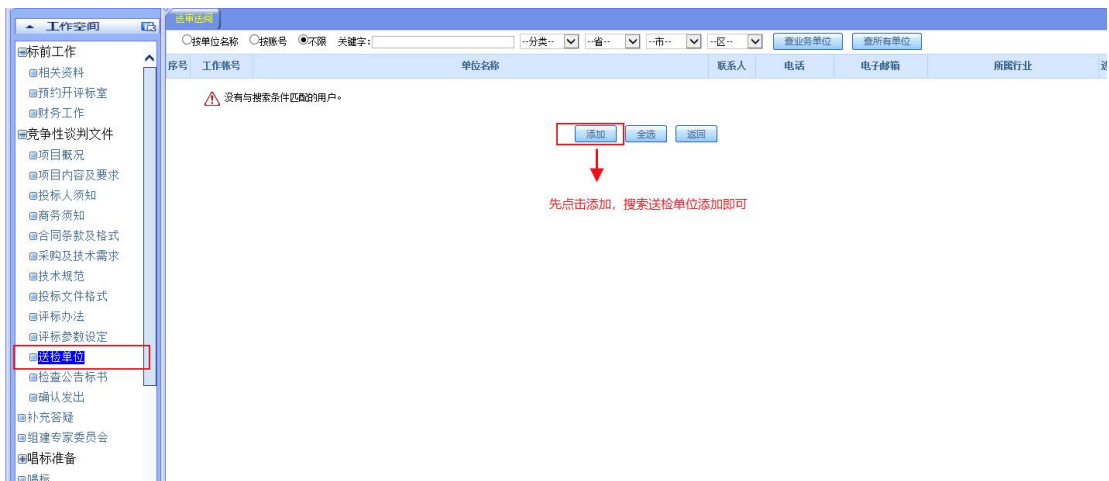 工作空间
标前工作
相关资料
预约开评标室
财务工作
竞争性谈判文件
项目概况
项目内容及要求
投标人须知
商务须知
合同条款及格式
采购及技术需求
技术规范
投标文件格式
评标办法
评标参数设定
送检单位
检查公告标书
确认发出
补充答疑
组建专家委员会
唱标准备
唱标
送审送阅
按单位名称 按账号 不限 关键字: --分类-- --省-- --市-- --区-- 查业务单位 查所有单位
序号 工作帐号 单位名称 联系人 电话 电子邮箱 所属行业
没有与搜索条件匹配的用户。
添加 全选 返回
先点击添加，搜索送检单位添加即可